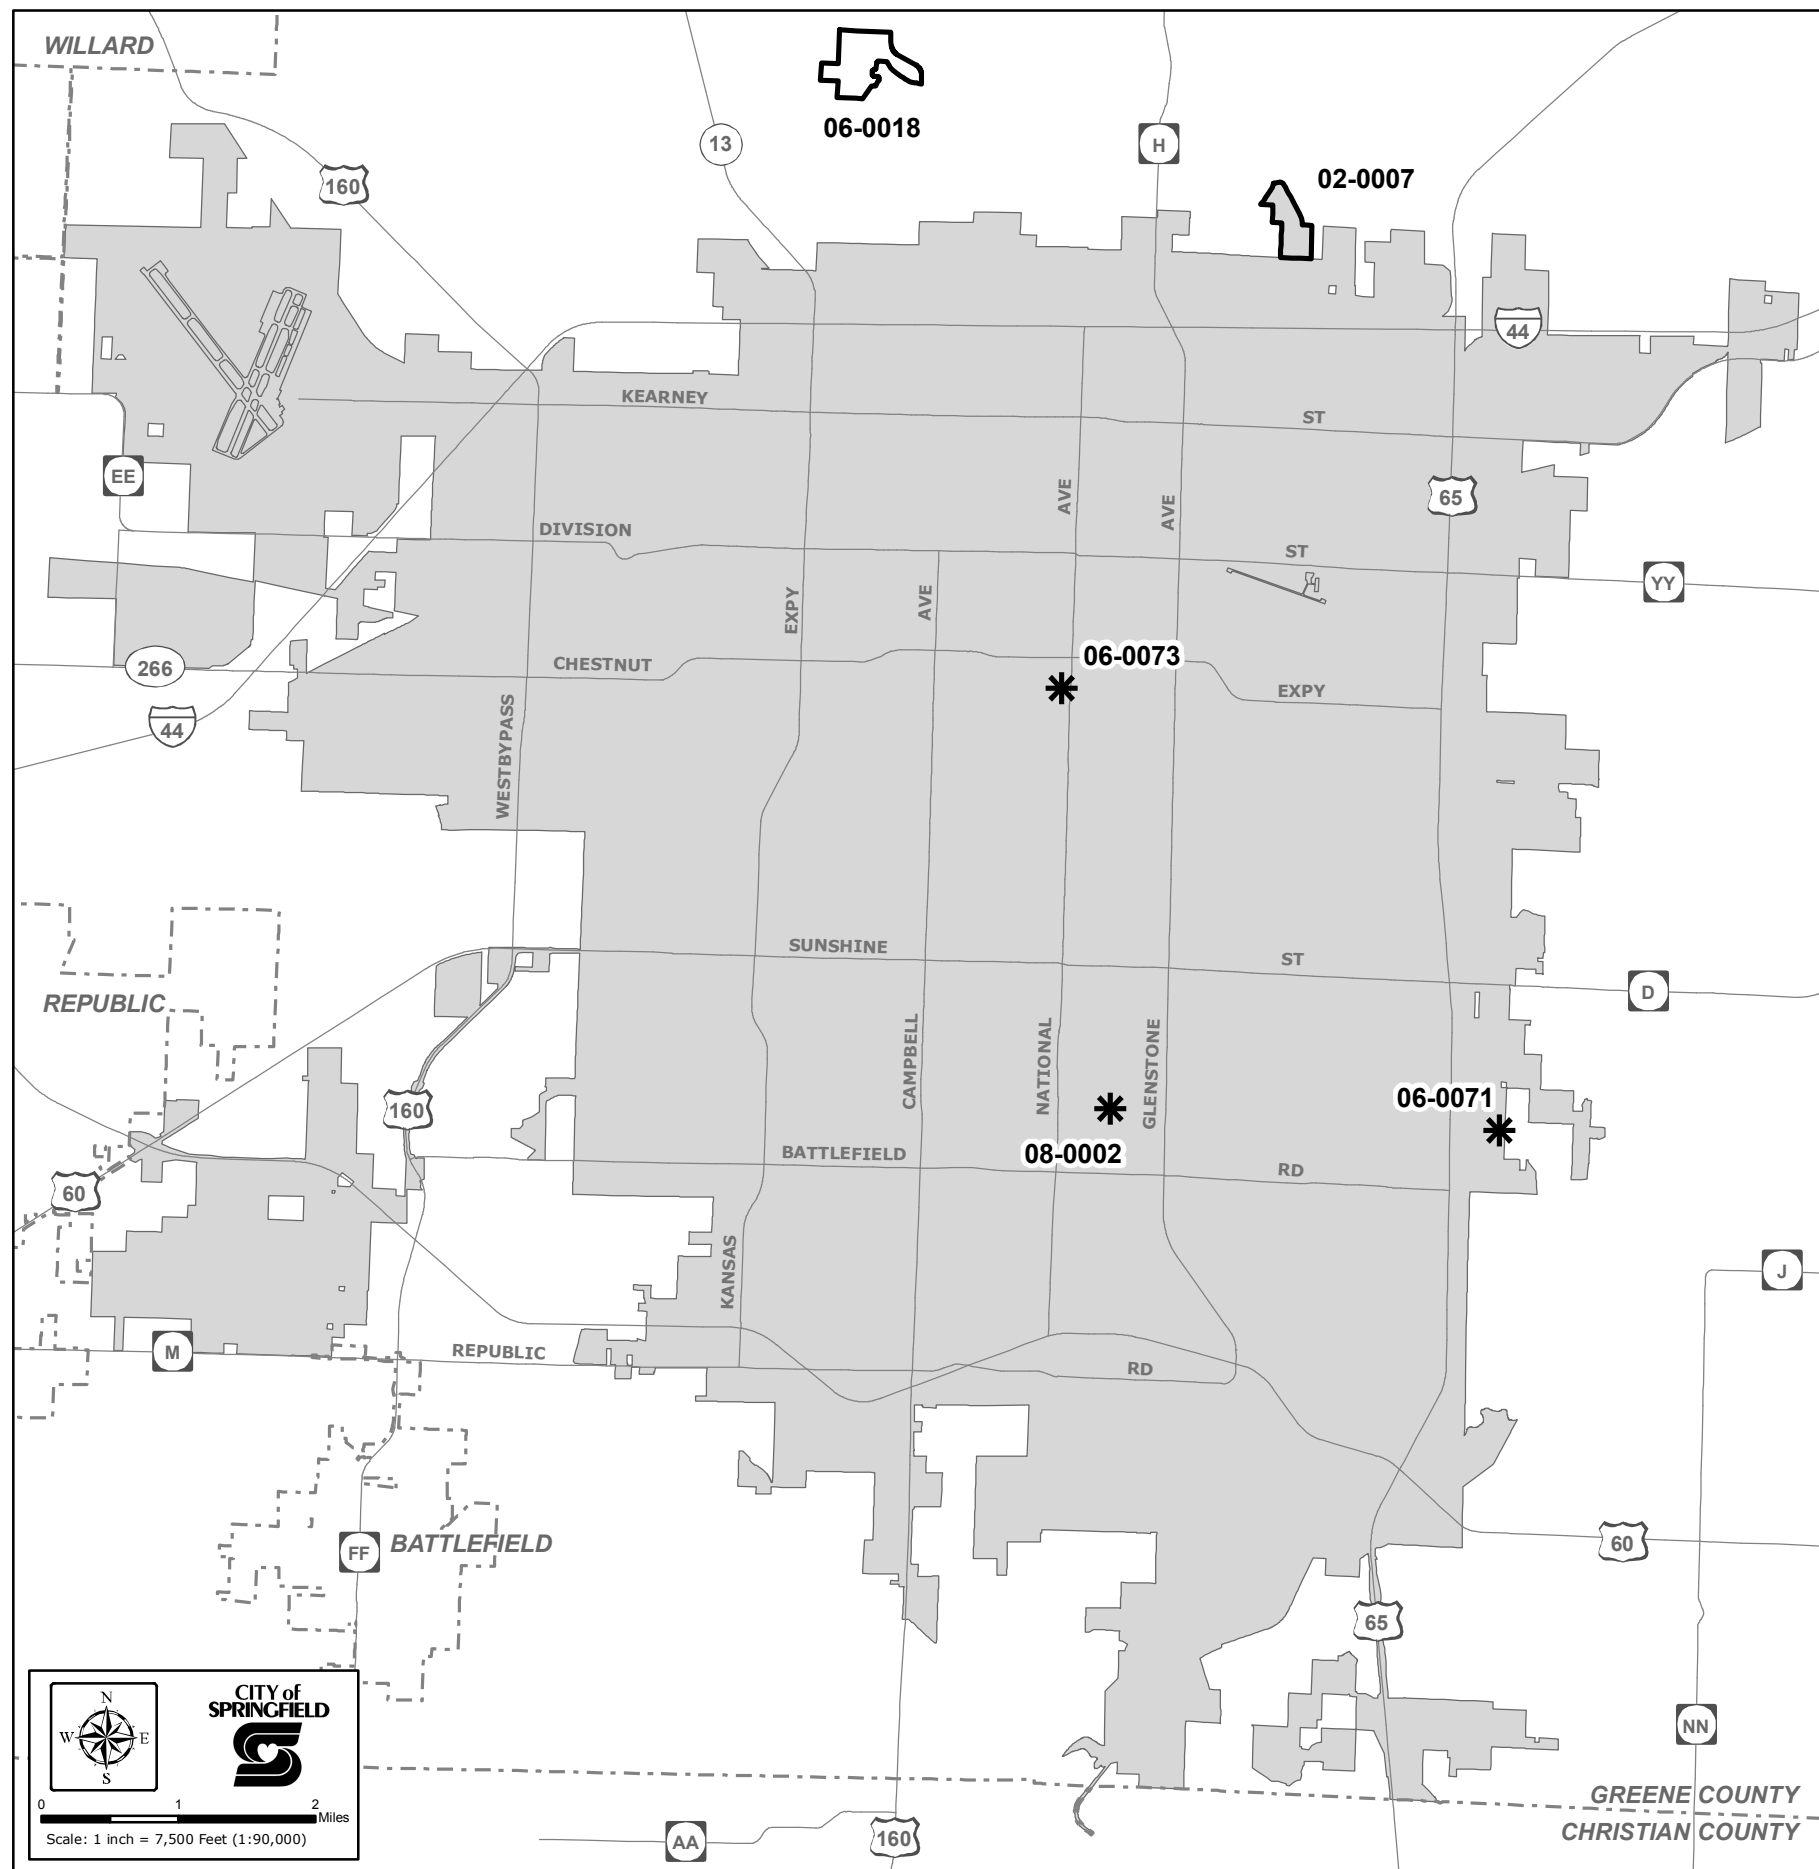 WILLARD
06-0018
13
H
02-0007
160
44
KEARNEY
ST
EE
AVE
AVE
65
DIVISION
ST
YY
EXPY
AVE
06-0073
CHESTNUT
266
EXPY
44
WESTBYPASS
SUNSHINE
ST
D
REPUBLIC
CAMPBELL
NATIONAL
GLENSTONE
160
06-0071
08-0002
BATTLEFIELD
RD
60
KANSAS
J
M
REPUBLIC
RD
FF
BATTLEFIELD
60
65
N
W
E
S
CITY of
SPRINGFIELD
NN
0
1
2
Miles
Scale: 1 inch = 7,500 Feet (1:90,000)
GREENE COUNTY
CHRISTIAN COUNTY
AA
160